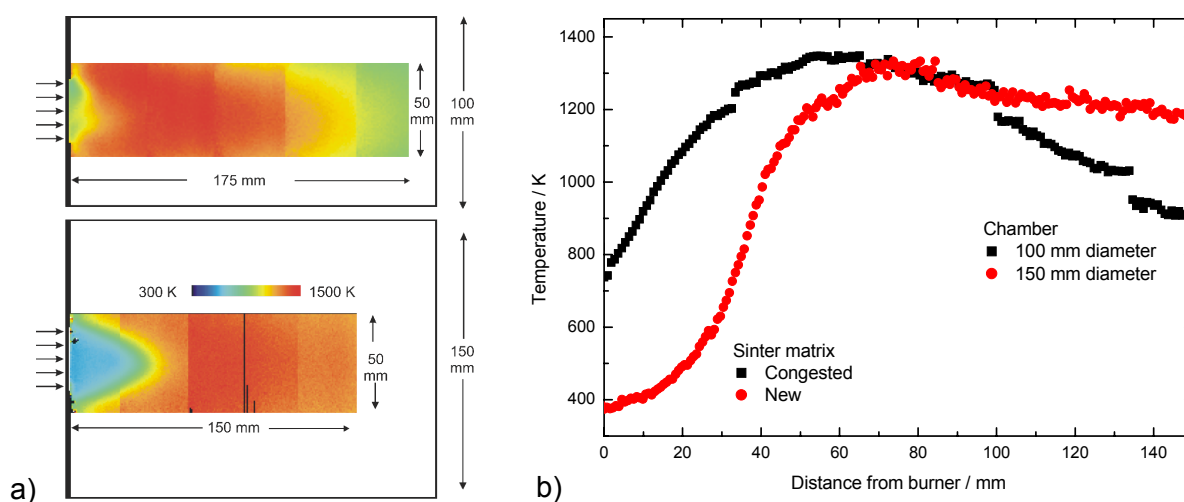 50
mm
100
mm
175 mm
300 K 1500 K
50
mm
150
mm
150 mm
a)
1400
1200
1000
800
600
400
Temperature / K
Chamber
100 mm diameter
150 mm diameter
Sinter matrix
Congested
New
0 20 40 60 80 100 120 140
Distance from burner / mm
b)